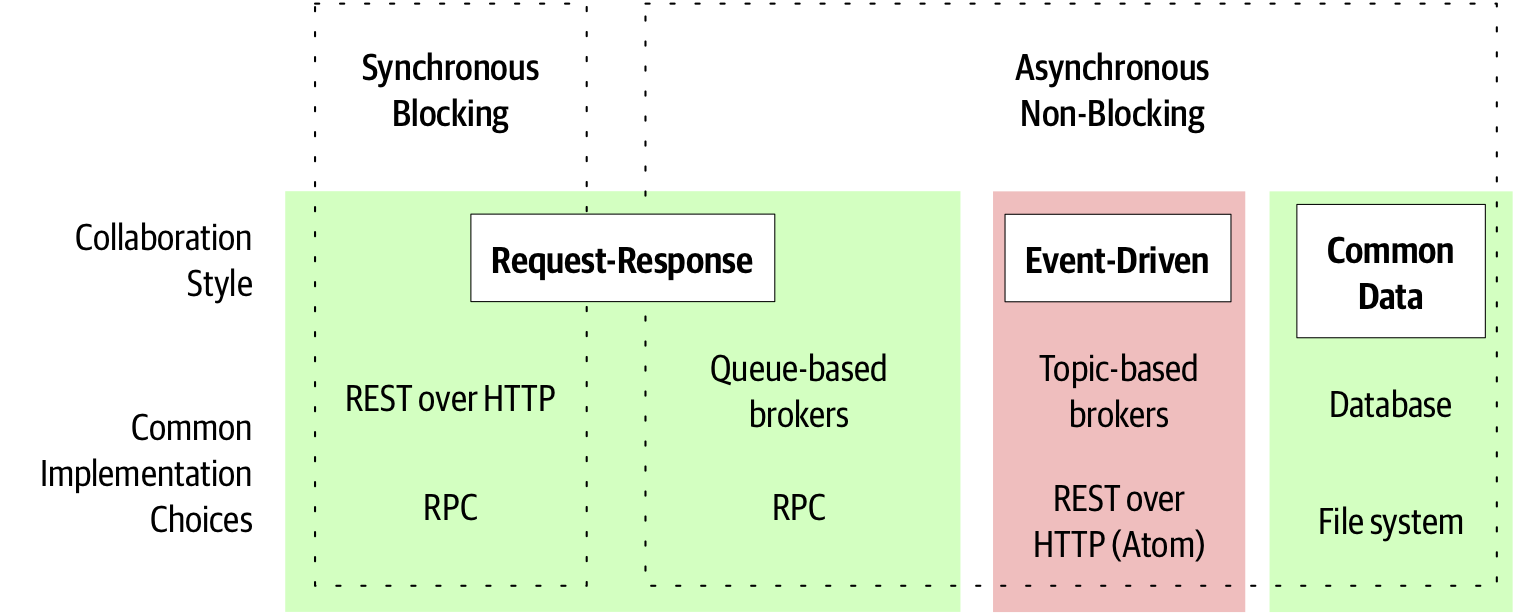 Synchronous
Blocking
Asynchronous
Non-Blocking
Collaboration
Style
Request-Response
Event-Driven
Common
Data
Common
Implementation
Choices
REST over HTTP
RPC
Queue-based
brokers
RPC
Topic-based
brokers
REST over
HTTP (Atom)
Database
File system